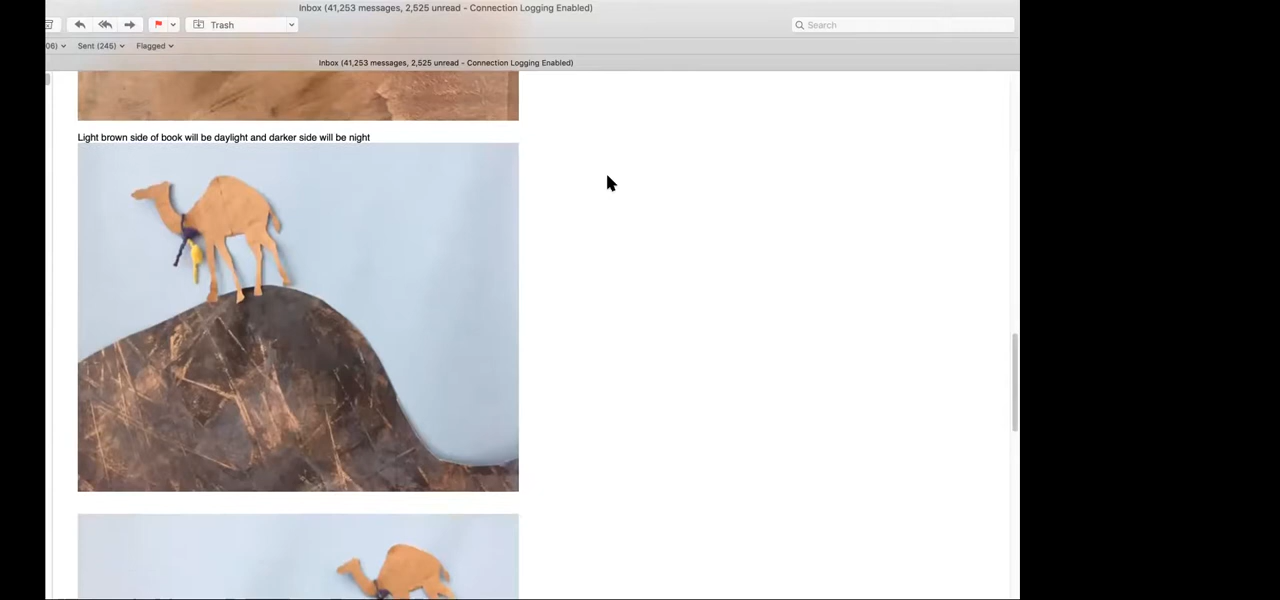 Inbox (41,253 messages, 2,525 unread - Connection Logging Enabled)
Trash
Search
06) Sent (245) Flagged
Inbox (41,253 messages, 2,525 unread - Connection Logging Enabled)
Light brown side of book will be daylight and darker side will be night